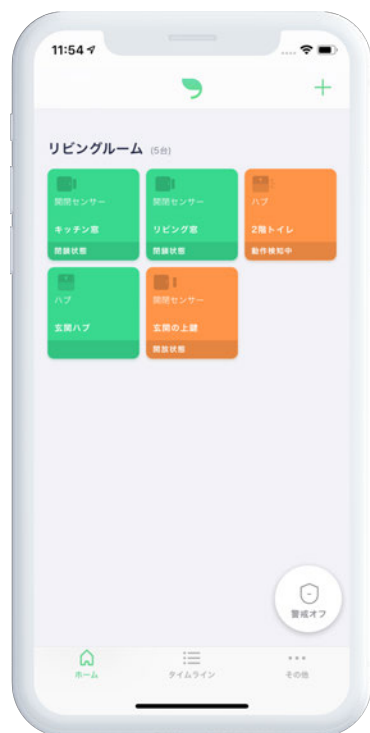 11:54
リビングルーム (5台)
開閉センサー
キッチン窓
閉鎖状態
開閉センサー
リビング窓
閉鎖状態
ハブ
2階トイレ
動作検知中
ハブ
玄関ハブ
開閉センサー
玄関の上鍵
開放状態
警戒オフ
ホーム
タイムライン
その他